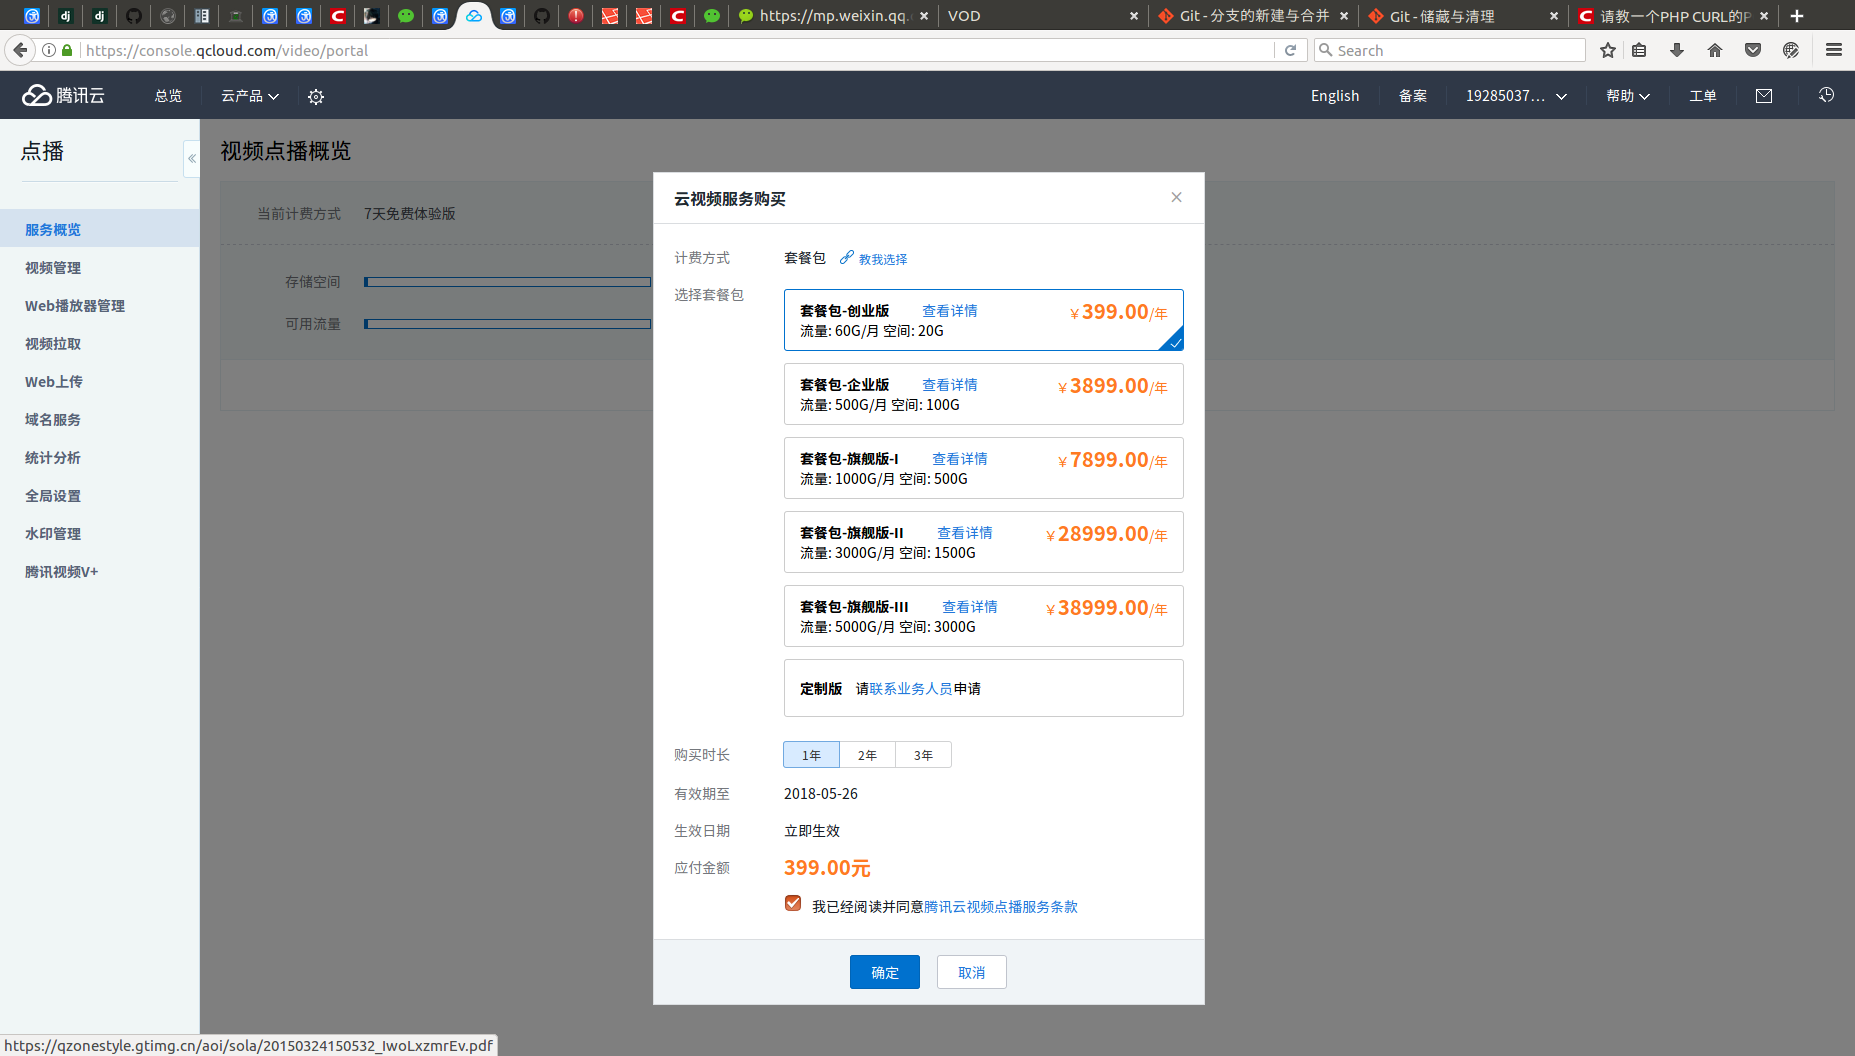 https://mp.weixin.qq.
VOD
Git - 分支的新建与合并
Git - 储藏与清理
请教一个PHP CURL的P
https://console.qcloud.com/video/portal
Search
腾讯云
总览
云产品
English
备案
19285037...
帮助
工单
点播
服务概览
视频管理
Web播放器管理
视频拉取
Web上传
域名服务
统计分析
全局设置
水印管理
腾讯视频V+
视频点播概览
当前计费方式 7天免费体验版
存储空间
可用流量
云视频服务购买
计费方式 套餐包 教我选择
选择套餐包
套餐包-创业版 查看详情 ¥399.00/年
流量: 60G/月 空间: 20G
套餐包-企业版 查看详情 ¥3899.00/年
流量: 500G/月 空间: 100G
套餐包-旗舰版-I 查看详情 ¥7899.00/年
流量: 1000G/月 空间: 500G
套餐包-旗舰版-II 查看详情 ¥28999.00/年
流量: 3000G/月 空间: 1500G
套餐包-旗舰版-III 查看详情 ¥38999.00/年
流量: 5000G/月 空间: 3000G
定制版 请联系业务人员申请
购买时长 1年 2年 3年
有效期至 2018-05-26
生效日期 立即生效
应付金额 399.00元
我已经阅读并同意腾讯云视频点播服务条款
确定 取消
https://qzonestyle.gtimg.cn/aoi/sola/20150324150532_IwoLxzmrEv.pdf